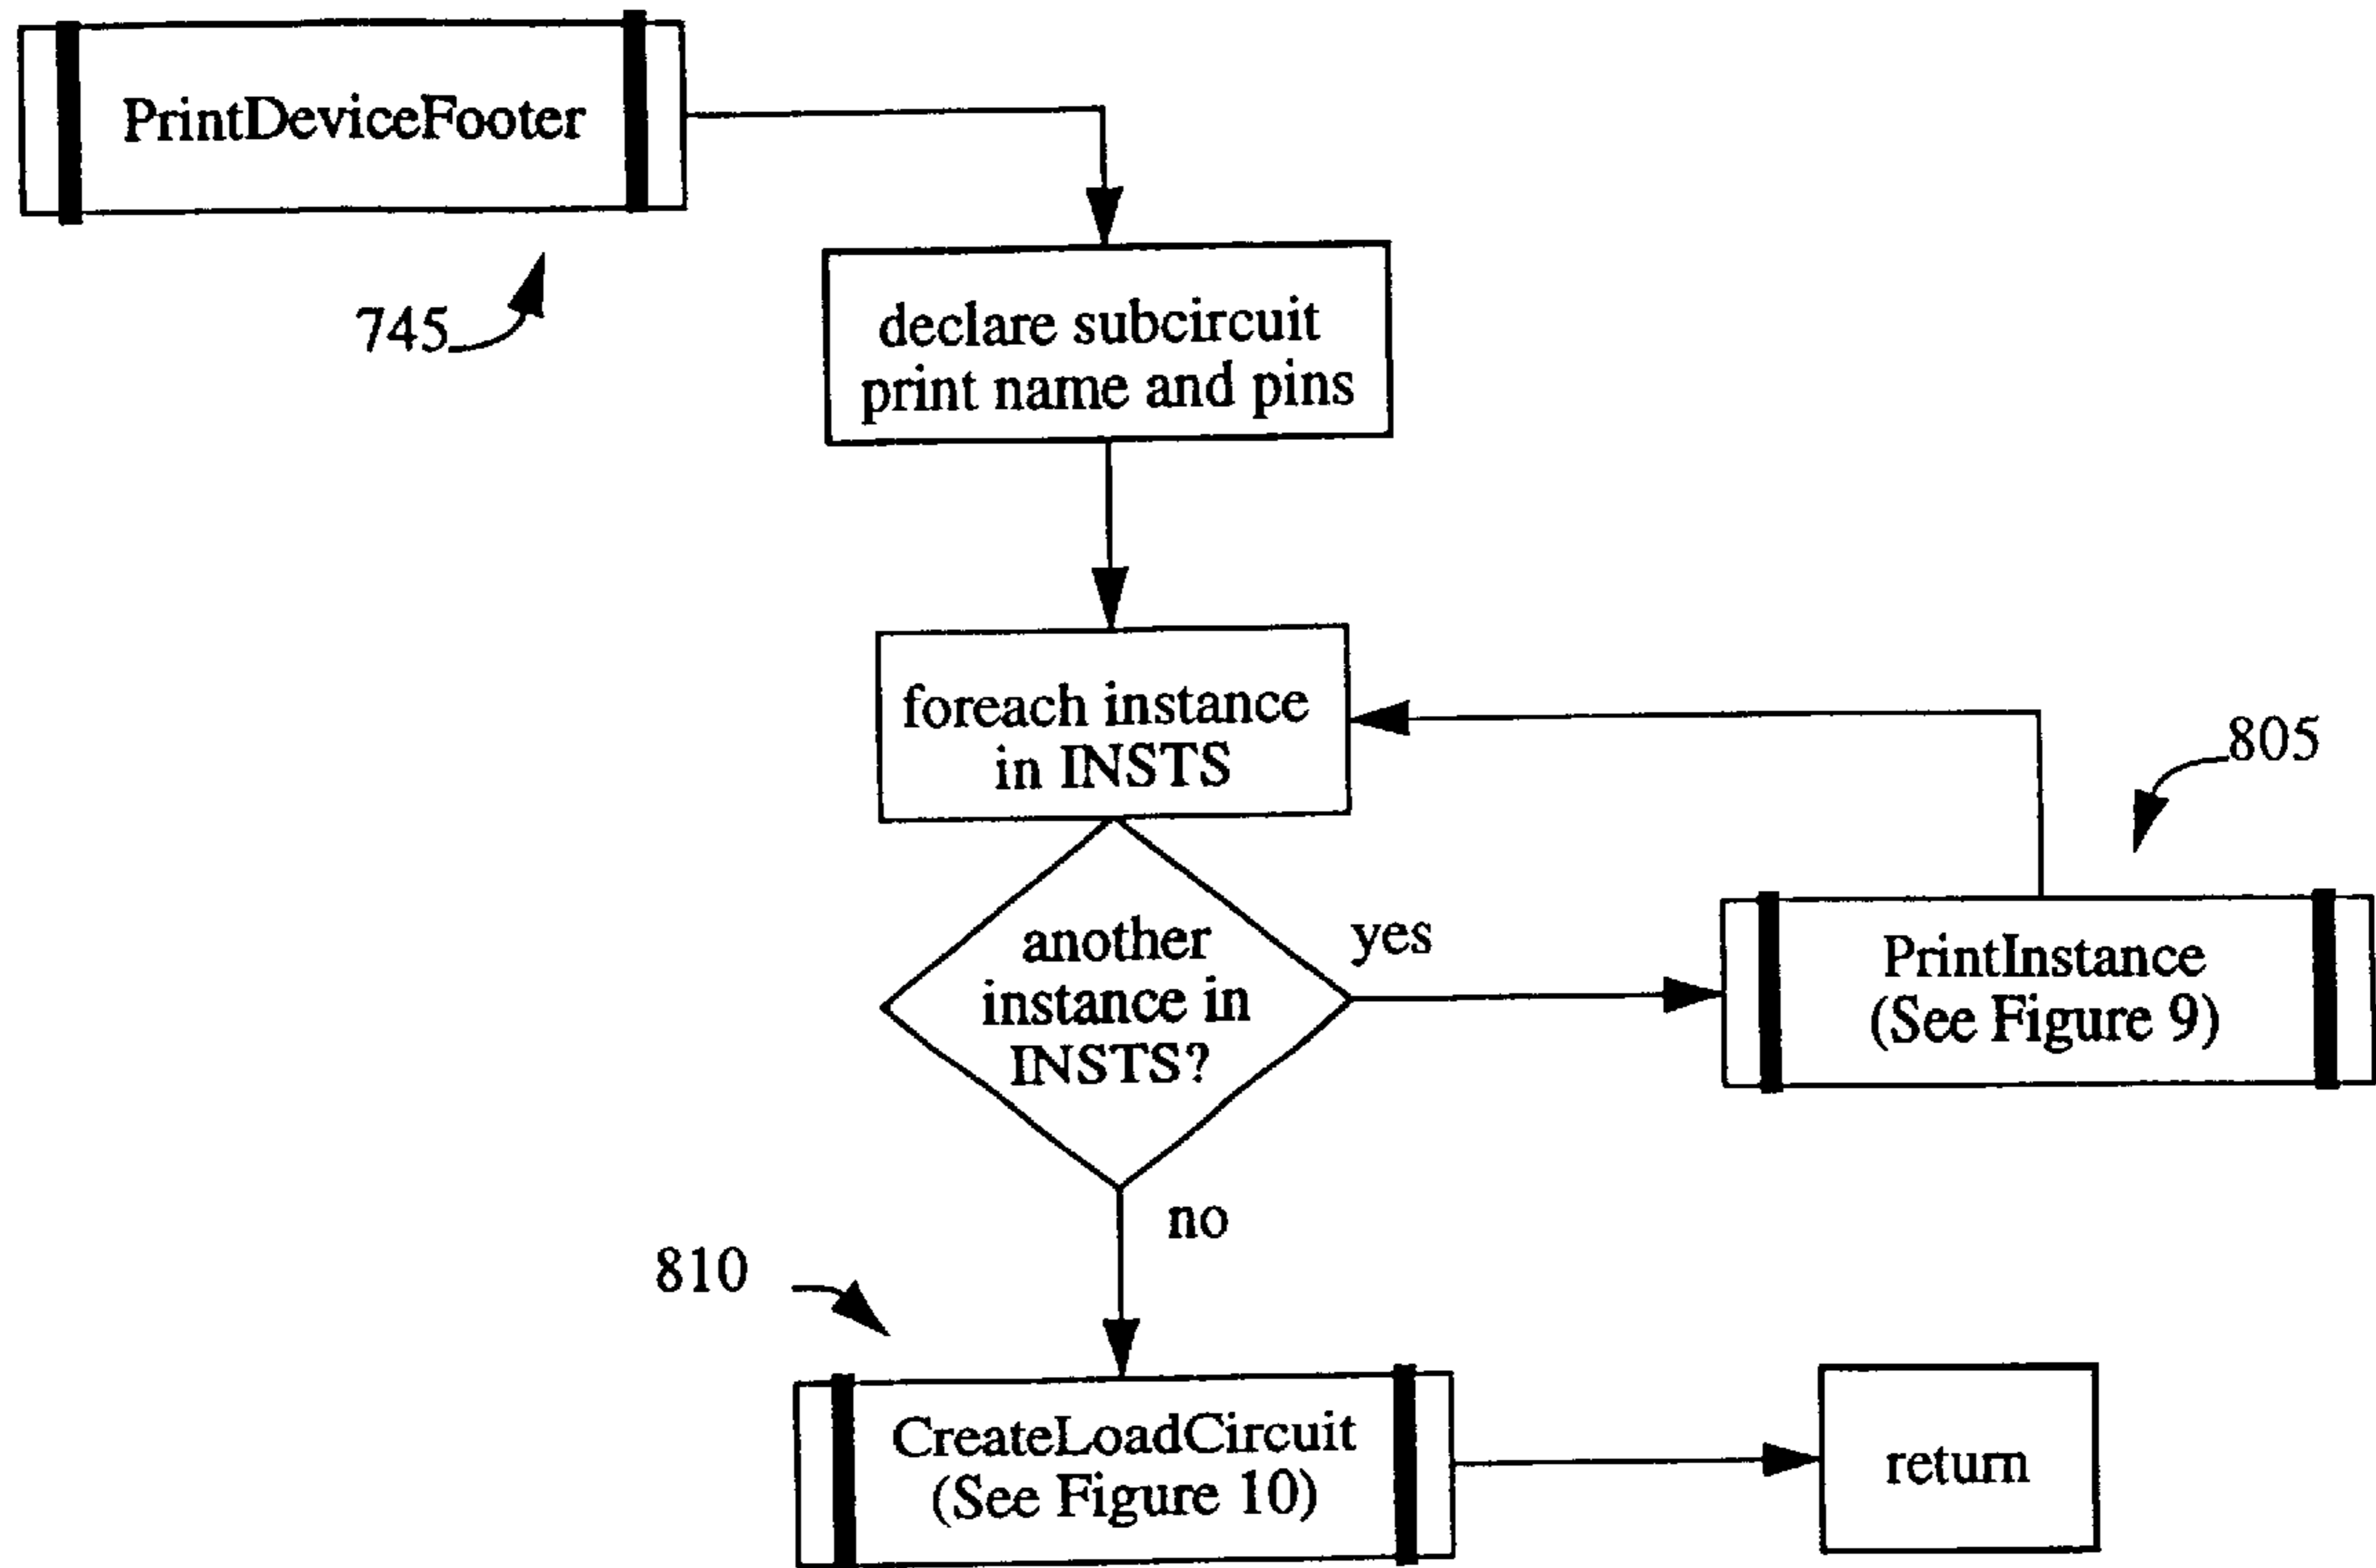 PrintDeviceFooter
745
declare subcircuit
print name and pins
foreach instance
in INSTS
805
another
instance in
INSTS?
yes
PrintInstance
(See Figure 9)
no
810
CreateLoadCircuit
(See Figure 10)
return